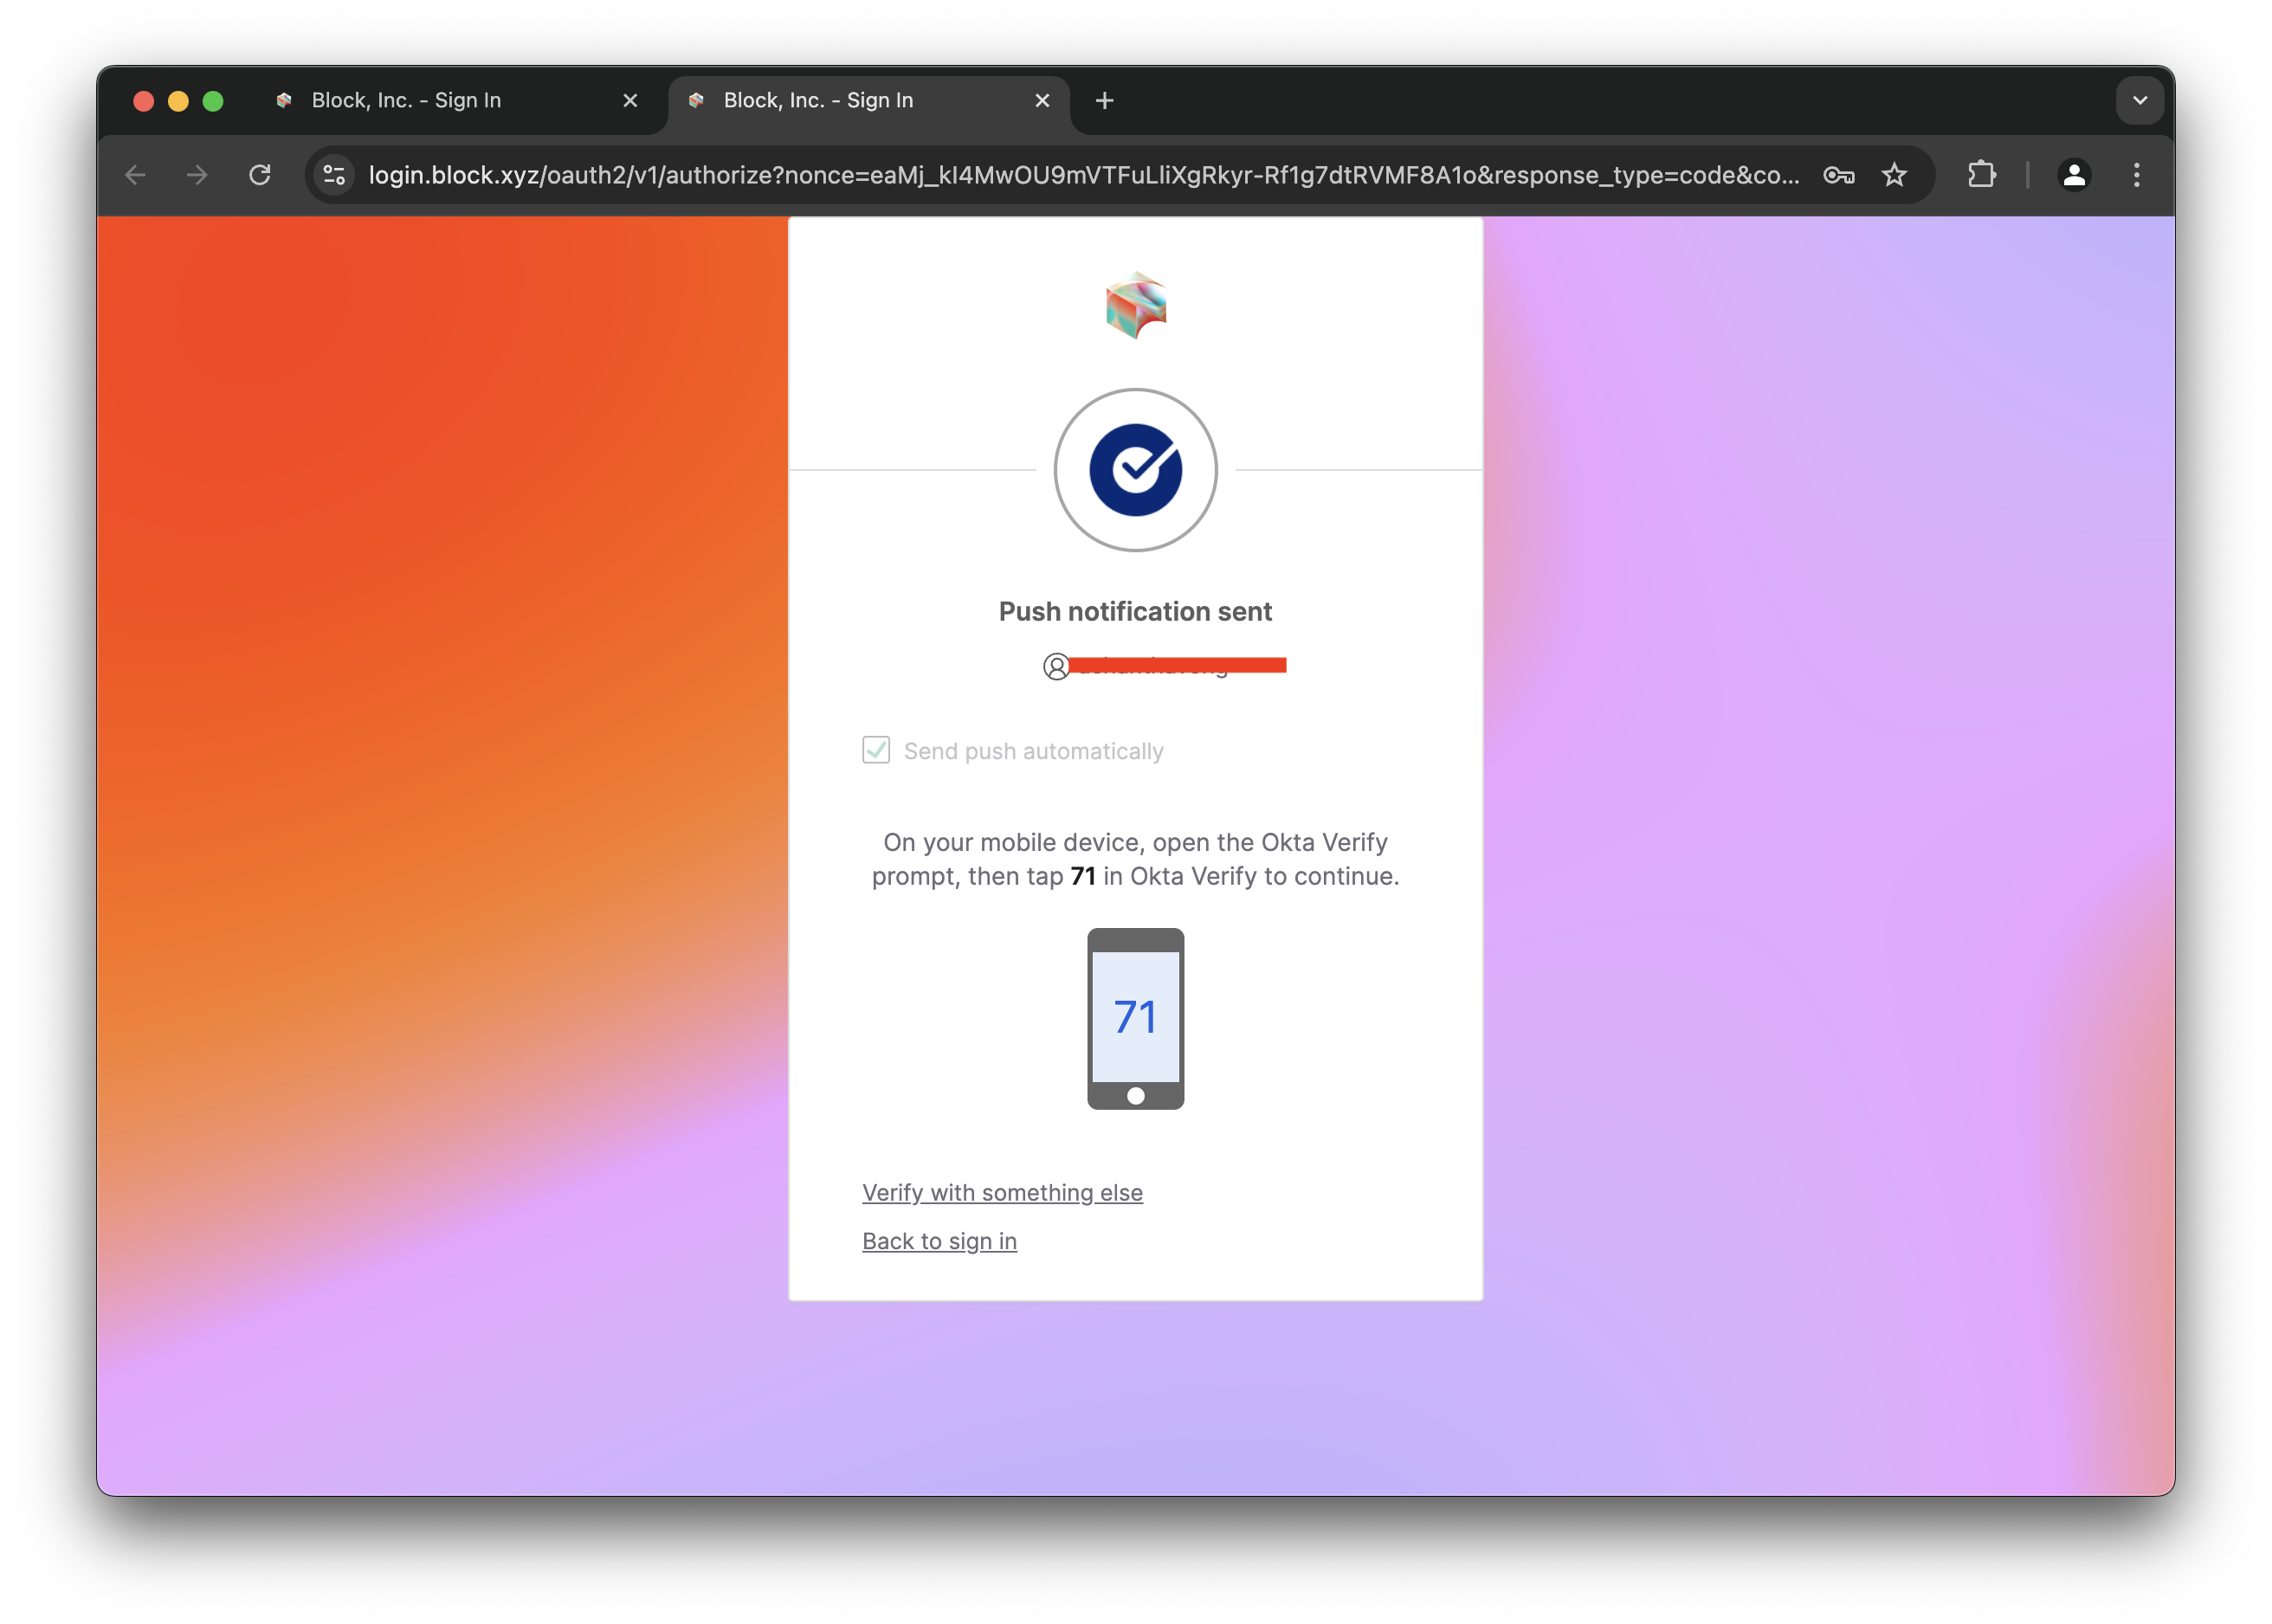 Block, Inc. - Sign In
Block, Inc. - Sign In
login.block.xyz/oauth2/v1/authorize?nonce=eaMj_kI4MwOU9mVTFuLliXgRkyr-Rf1g7dtRVMF8A1o&response_type=code&co...
Push notification sent
Send push automatically
On your mobile device, open the Okta Verify
prompt, then tap 71 in Okta Verify to continue.
71
Verify with something else
Back to sign in